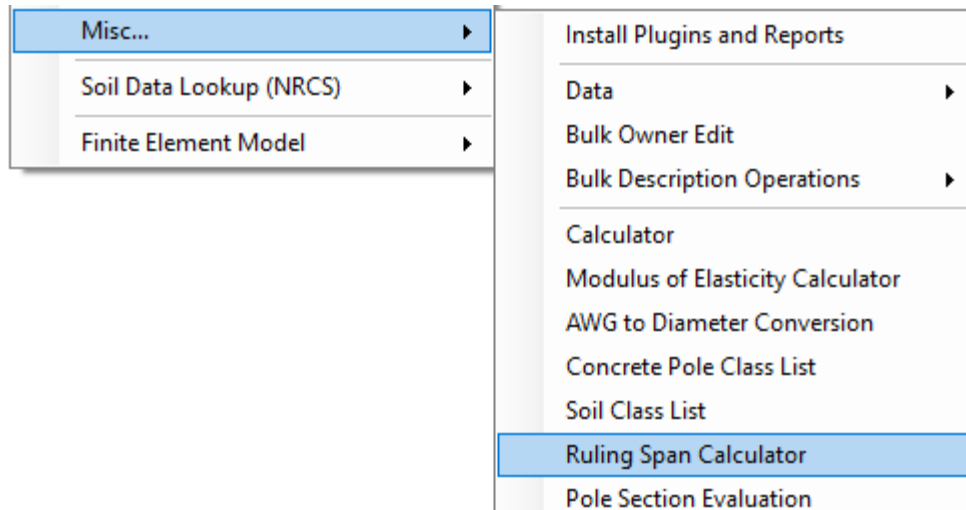 Misc...
Soil Data Lookup (NRCS)
Finite Element Model
Install Plugins and Reports
Data
Bulk Owner Edit
Bulk Description Operations
Calculator
Modulus of Elasticity Calculator
AWG to Diameter Conversion
Concrete Pole Class List
Soil Class List
Ruling Span Calculator
Pole Section Evaluation